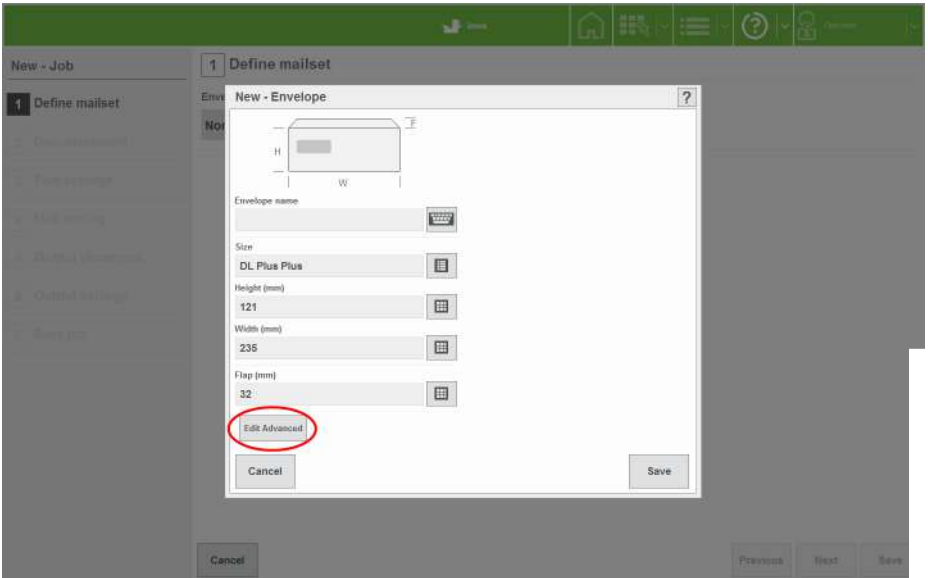 New - Job
1 Define mailset
1 Define mailset
Enve
Nor
New - Envelope
?
F
H
W
Envelope name
Size
DL Plus Plus
Height (mm)
121
Width (mm)
235
Flap (mm)
32
Edit Advanced
Cancel
Save
Cancel
Previous
Next
Save